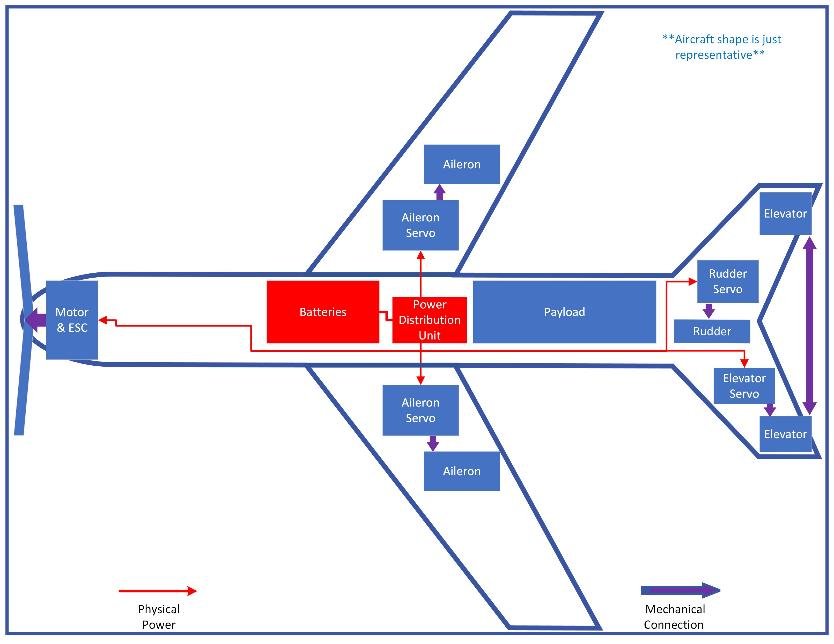 **Aircraft shape is just
representative**
Aileron
Aileron
Servo
Elevator
Rudder
Servo
Motor
& ESC
Batteries
Power
Distribution
Unit
Payload
Rudder
Elevator
Servo
Aileron
Servo
Elevator
Aileron
Physical
Power
Mechanical
Connection